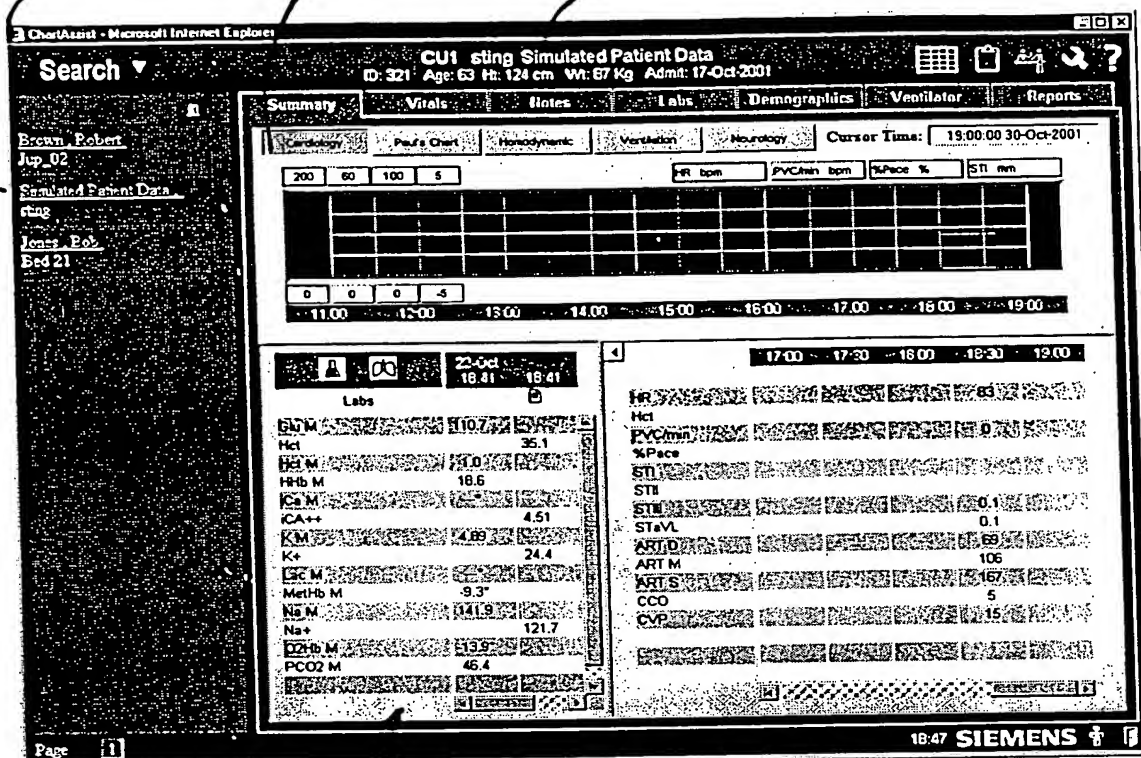 ChartAssist - Microsoft Internet Explorer
Search ▼
CU1 sting Simulated Patient Data
ID: 321 Age: 63 Ht: 124 cm Wt: 67 Kg Admit: 17-Oct-2001
?
Summary Vitals Notes Labs Demographics Ventilator Reports
Brown, Robert
Jup_02
Simulated Patient Data,
sting
Jones, Bob
Bed 21
Cardiology Paul's Chart Hemodynamic Ventilation Neurology Cursor Time: 19:00:00 30-Oct-2001
200 60 100 5 HR bpm PVC/min bpm %Pace % STI mm
0 0 0 -5
11:00 12:00 13:00 14:00 15:00 16:00 17:00 18:00 19:00
22-Oct
18:41 18:41
Labs
Glu M 110.7
Hct 35.1
Hct M
HHb M 18.6
iCa M
iCA++ 4.51
K M 4.89
K+ 24.4
Lac M
MetHb M -9.3*
Na M 141.9
Na+ 121.7
O2Hb M
PCO2 M 46.4
17:00 17:30 18:00 18:30 19:00
HR 83
Hct
PVC/min 0
%Pace
STI
STII
STIII 0.1
STaVL 0.1
ART D 69
ART M 106
ART S 167
CCO 5
CVP 15
Page 1
18:47 SIEMENS